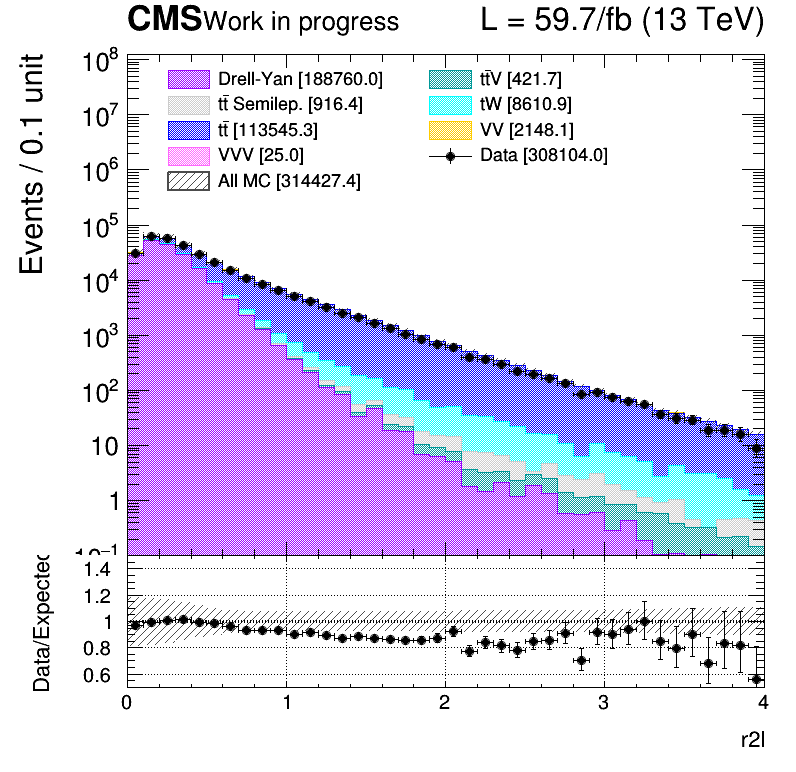 CMS Work in progress L = 59.7/fb (13 TeV)
Events / 0.1 unit
10⁸
10⁷
10⁶
10⁵
10⁴
10³
10²
10
1
10⁻¹
Drell-Yan [188760.0]
tt̄ Semilep. [916.4]
tt̄ [113545.3]
VVV [25.0]
All MC [314427.4]
tt̄V [421.7]
tW [8610.9]
VV [2148.1]
Data [308104.0]
Data/Expected
1.4
1.2
1
0.8
0.6
0 1 2 3 4
r2l